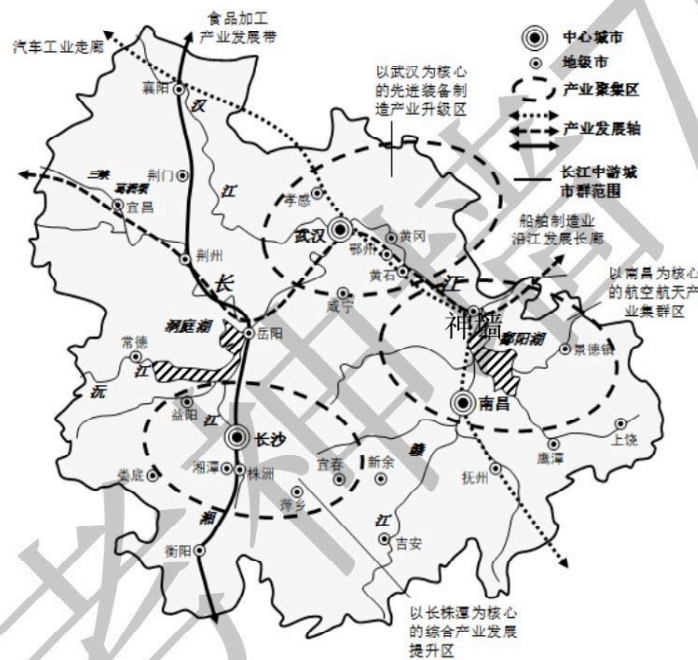 食品加工
产业发展带
汽车工业走廊
中心城市
地级市
产业聚集区
产业发展轴
长江中游城
市群范围
以武汉为核心
的先进装备制
造产业升级区
襄阳
汉
江
三峡
葛洲坝
荆门
宜昌
孝感
武汉
黄冈
鄂州
黄石
江
船舶制造业
沿江发展长廊
以南昌为核心
的航空航天产
业集群区
荆州
长
咸宁
洞庭湖
岳阳
神墙
鄱阳湖
景德镇
常德
江
沅
益阳
江
长沙
南昌
上饶
鹰潭
娄底
湘潭
株洲
宜春
新余
赣
抚州
萍乡
湘
江
吉安
衡阳
以长株潭为核心
的综合产业发展
提升区